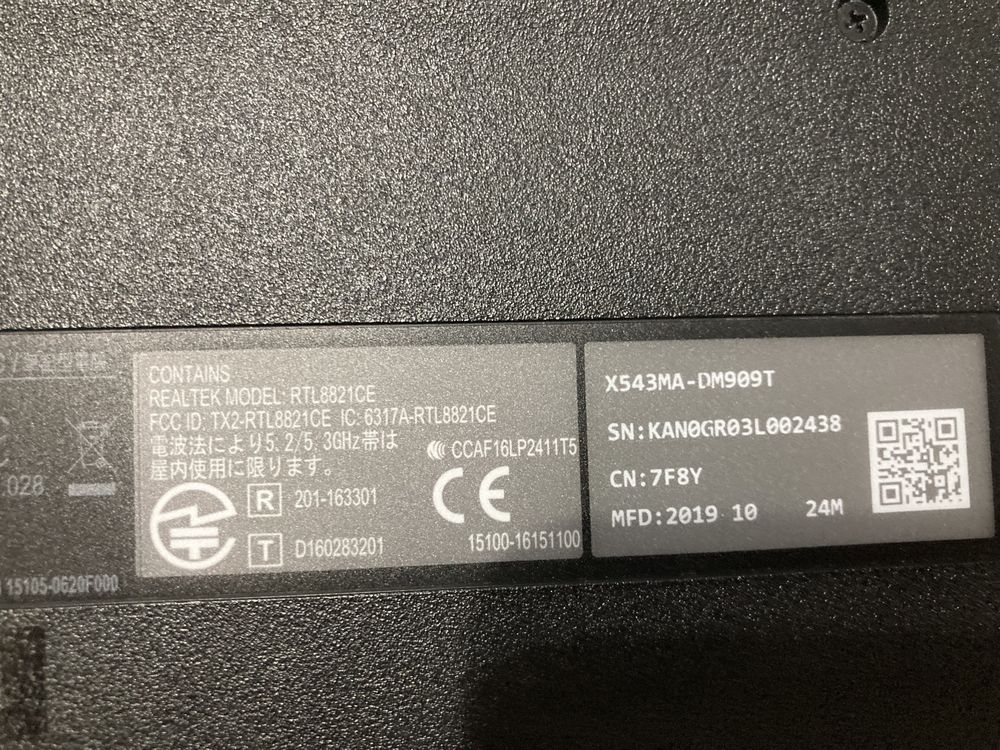 028
15105-0620F000
CONTAINS
REALTEK MODEL: RTL8821CE
FCC ID: TX2-RTL8821CE IC: 6317A-RTL8821CE
電波法により5.2/5.3GHz帯は
屋内使用に限ります。
CCAF16LP2411T5
R 201-163301
T D160283201
CE
15100-16151100
X543MA-DM909T
SN:KAN0GR03L002438
CN:7F8Y
MFD:2019 10 24M